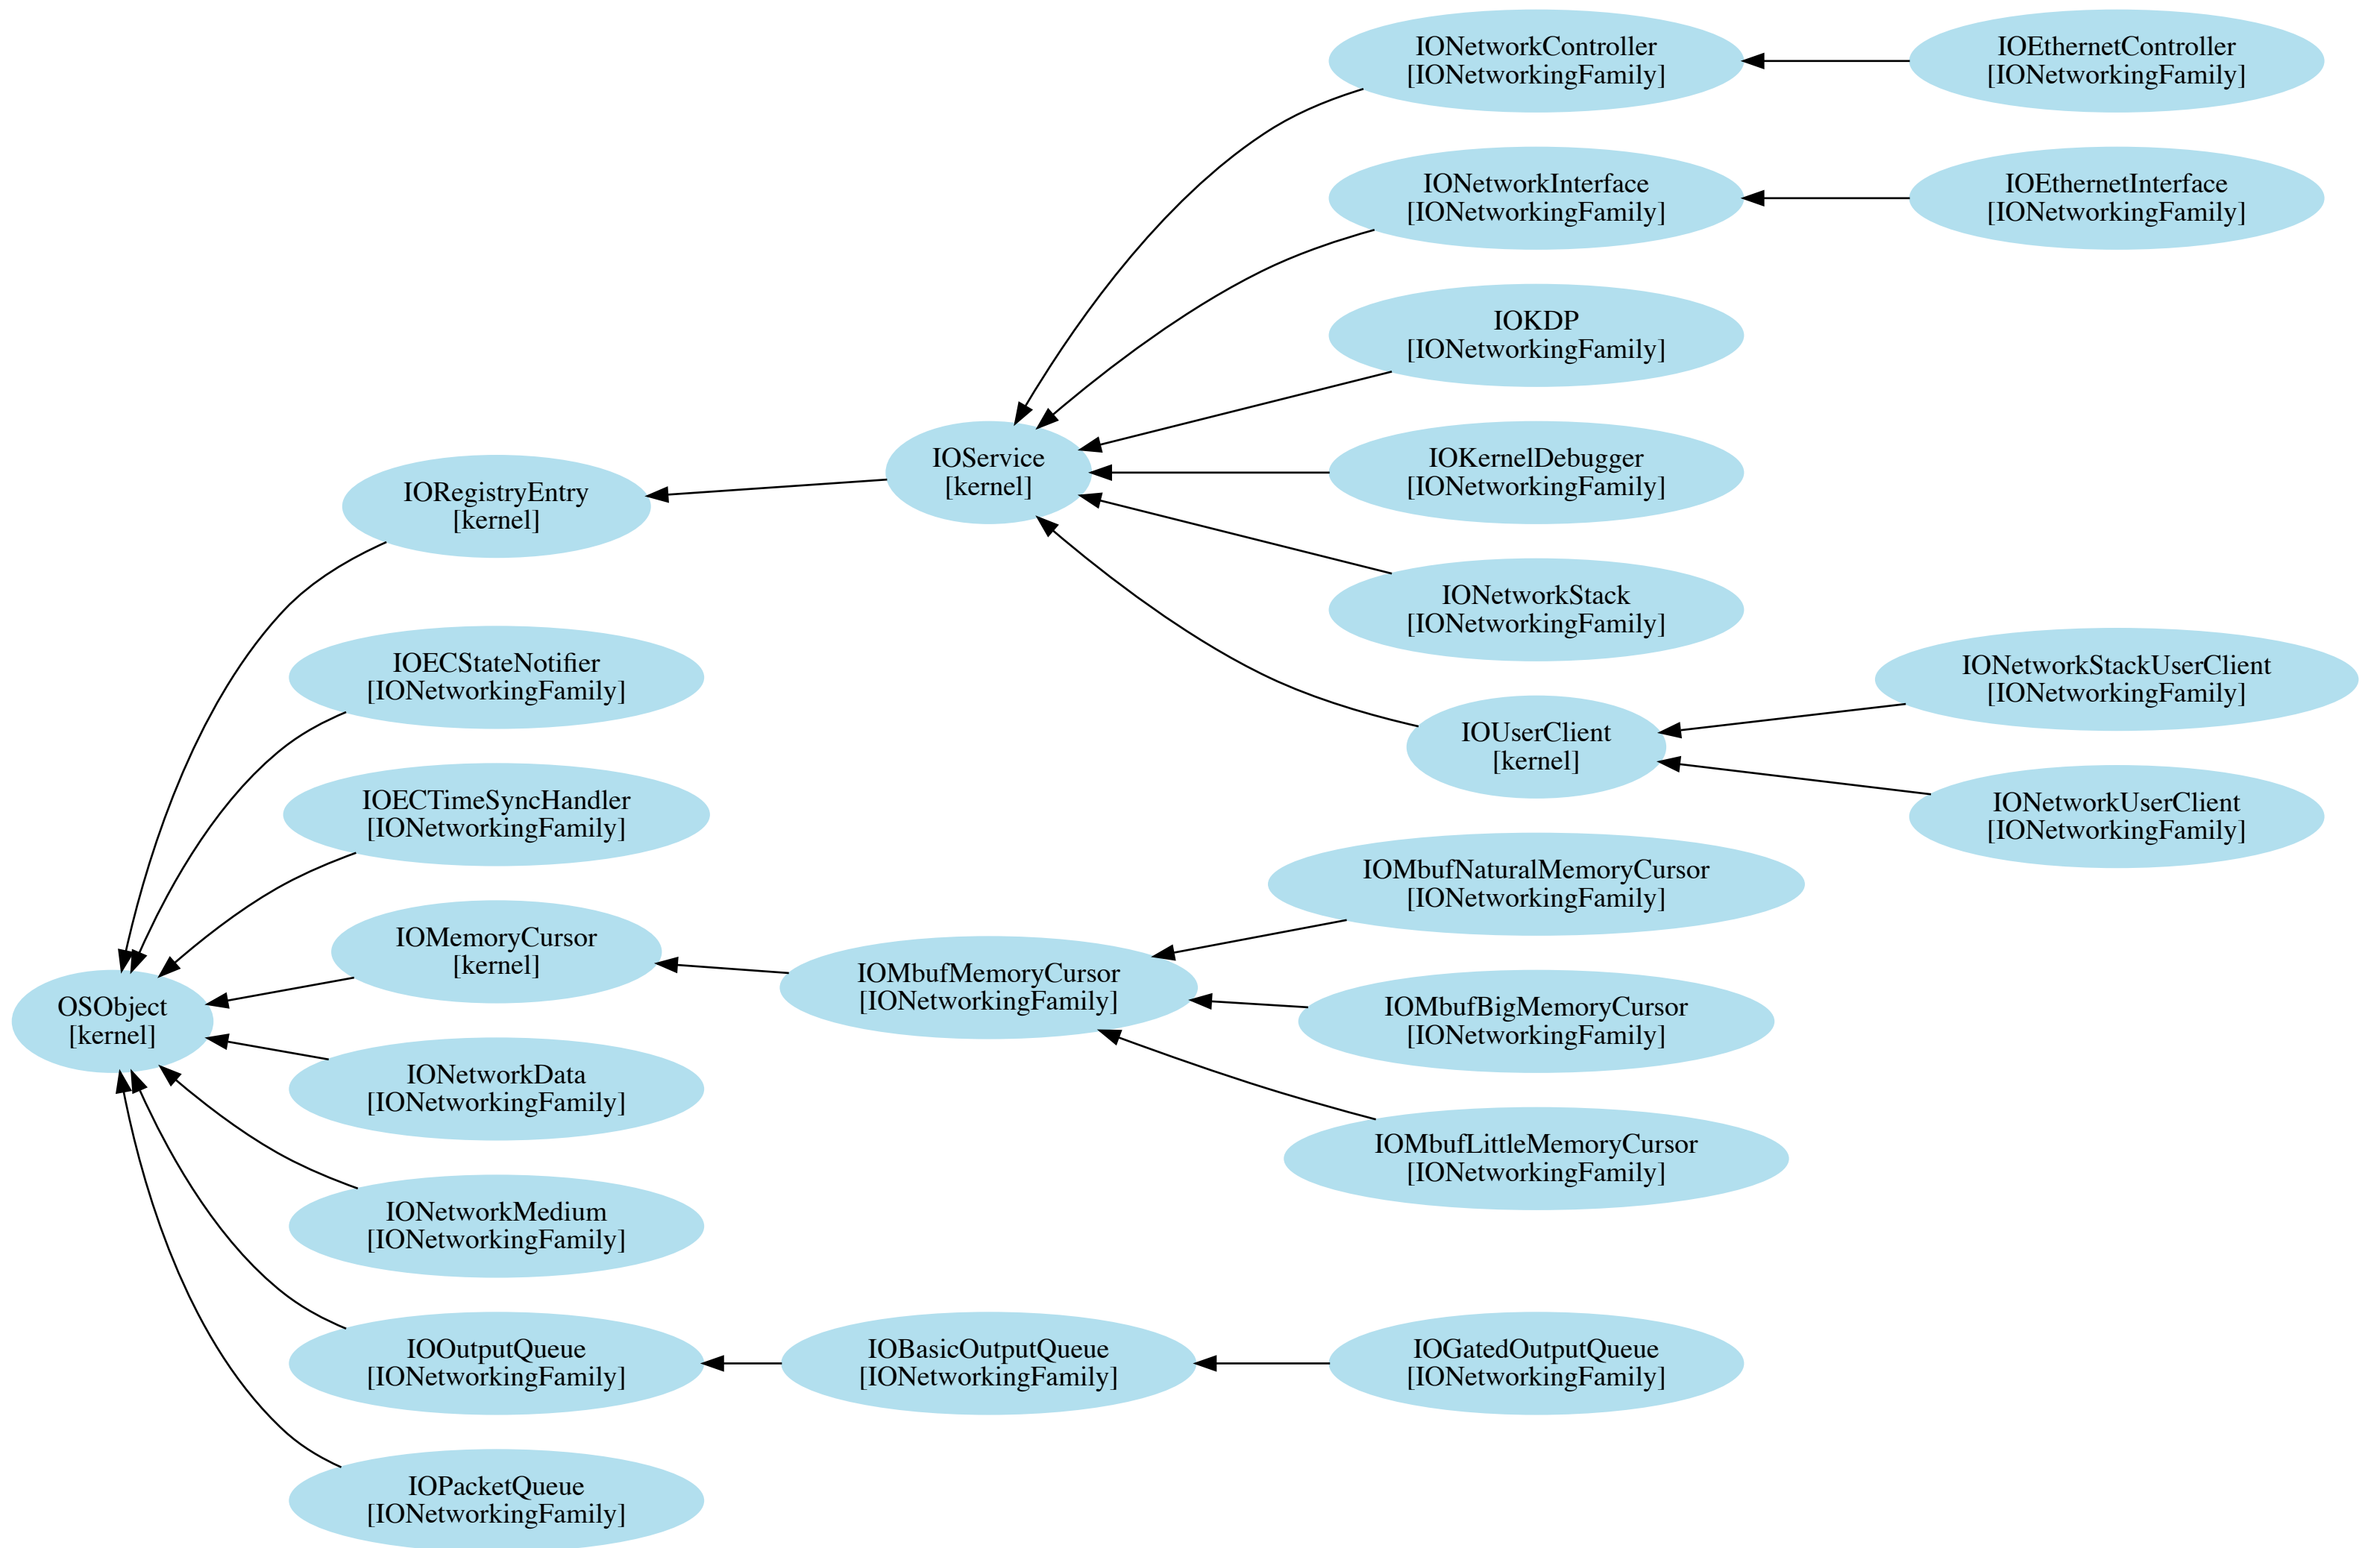 IONetworkController
[IONetworkingFamily]
IOEthernetController
[IONetworkingFamily]
IONetworkInterface
[IONetworkingFamily]
IOEthernetInterface
[IONetworkingFamily]
IOKDP
[IONetworkingFamily]
IOService
[kernel]
IOKernelDebugger
[IONetworkingFamily]
IORegistryEntry
[kernel]
IONetworkStack
[IONetworkingFamily]
IOECStateNotifier
[IONetworkingFamily]
IONetworkStackUserClient
[IONetworkingFamily]
IOUserClient
[kernel]
IOECTimeSyncHandler
[IONetworkingFamily]
IONetworkUserClient
[IONetworkingFamily]
IOMbufNaturalMemoryCursor
[IONetworkingFamily]
IOMemoryCursor
[kernel]
IOMbufMemoryCursor
[IONetworkingFamily]
OSObject
[kernel]
IOMbufBigMemoryCursor
[IONetworkingFamily]
IONetworkData
[IONetworkingFamily]
IOMbufLittleMemoryCursor
[IONetworkingFamily]
IONetworkMedium
[IONetworkingFamily]
IOOutputQueue
[IONetworkingFamily]
IOBasicOutputQueue
[IONetworkingFamily]
IOGatedOutputQueue
[IONetworkingFamily]
IOPacketQueue
[IONetworkingFamily]